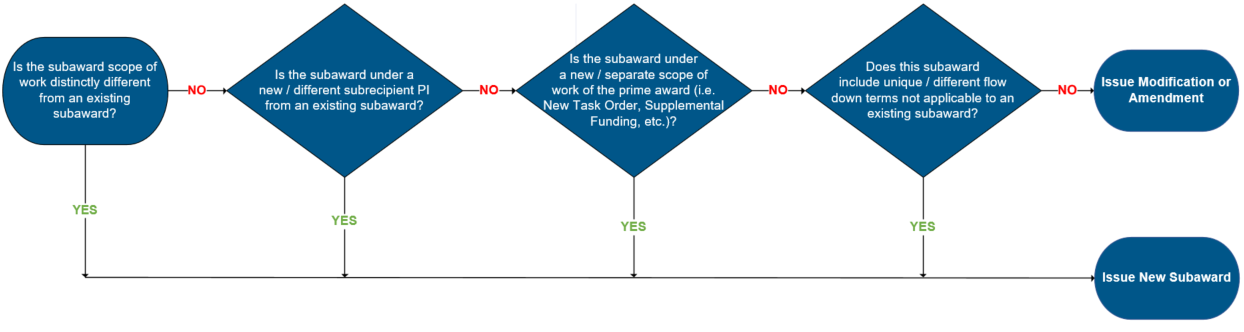 Is the subaward scope of
work distinctly different
from an existing
subaward?
NO
Is the subaward under a
new / different subrecipient PI
from an existing subaward?
NO
Is the subaward under
a new / separate scope of
work of the prime award (i.e.
New Task Order, Supplemental
Funding, etc.)?
NO
Does this subaward
include unique / different flow
down terms not applicable to an
existing subaward?
NO
Issue Modification or
Amendment
YES
YES
YES
YES
Issue New Subaward